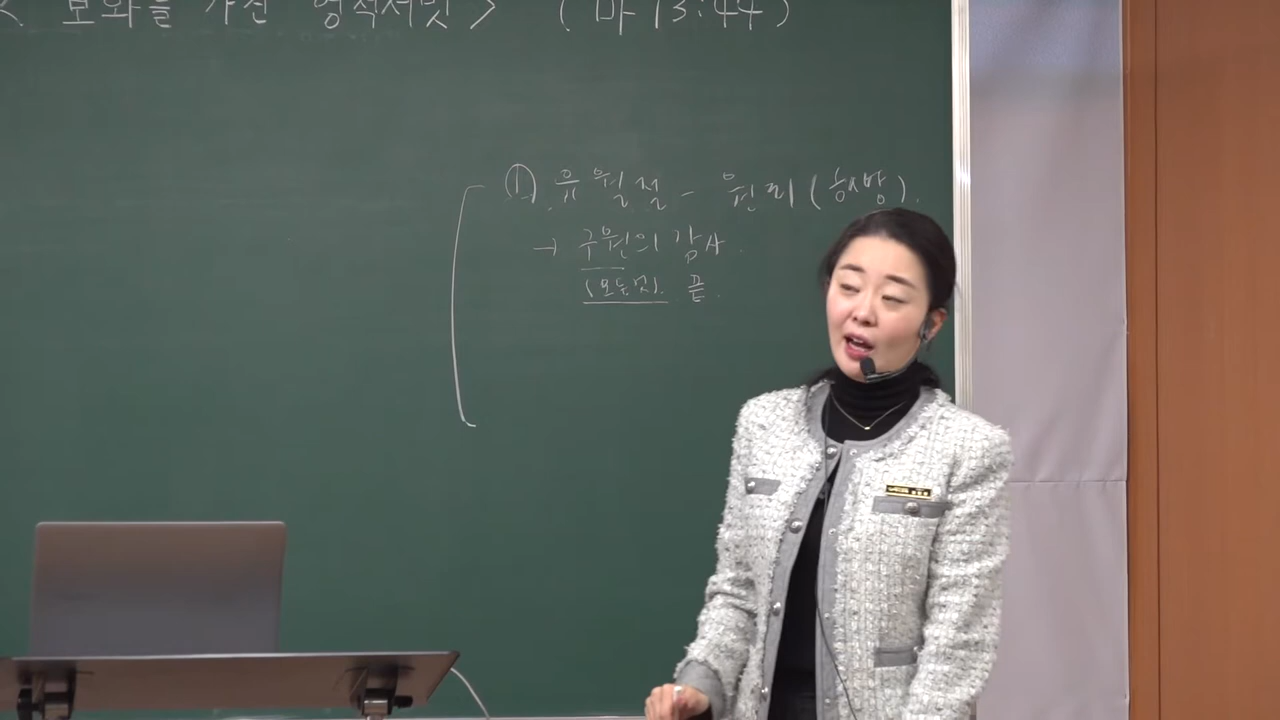 < 보화를 가진 영적서밋 > (마 13:44)
① 유월절 - 원리 (해방).
→ 구원의 감사.
(모든것). 끝.